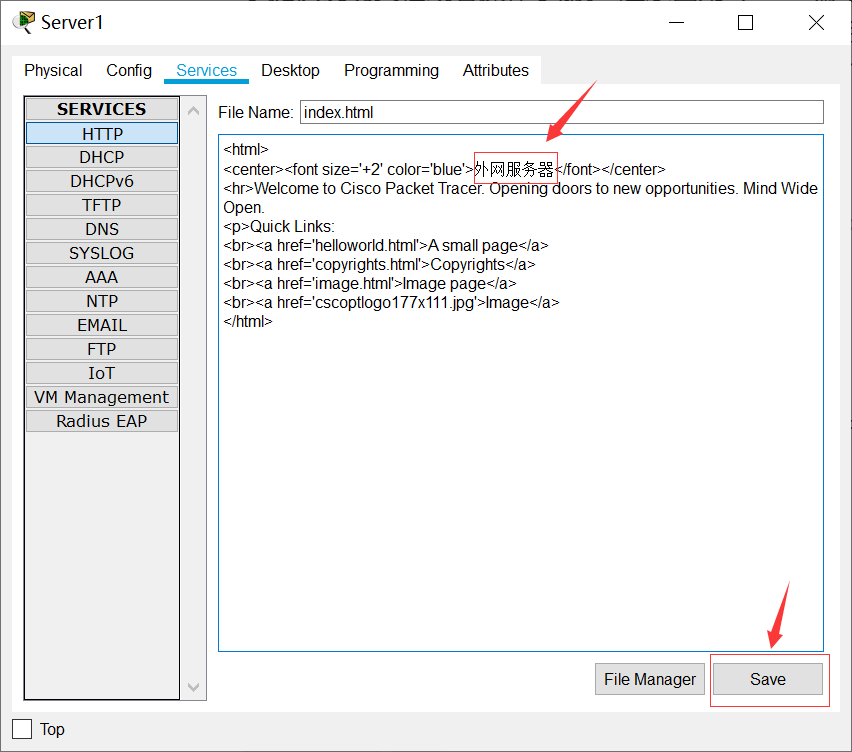 Server1
Physical Config Services Desktop Programming Attributes
SERVICES
HTTP
DHCP
DHCPv6
TFTP
DNS
SYSLOG
AAA
NTP
EMAIL
FTP
IoT
VM Management
Radius EAP
File Name: index.html
<html>
<center><font size='+2' color='blue'>外网服务器</font></center>
<hr>Welcome to Cisco Packet Tracer. Opening doors to new opportunities. Mind Wide
Open.
<p>Quick Links:
<br><a href='helloworld.html'>A small page</a>
<br><a href='copyrights.html'>Copyrights</a>
<br><a href='image.html'>Image page</a>
<br><a href='cscoptlogo177x111.jpg'>Image</a>
</html>
File Manager Save
Top